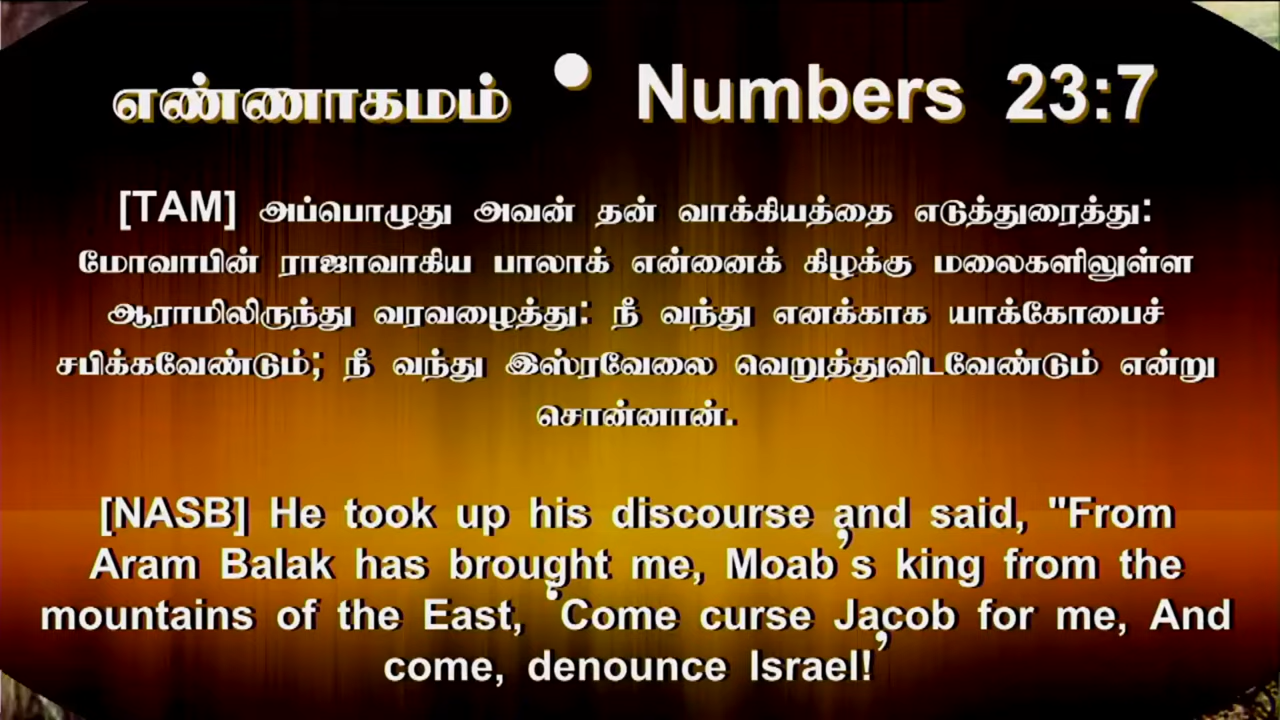 எண்ணாகமம் • Numbers 23:7
[TAM] அப்பொழுது அவன் தன் வாக்கியத்தை எடுத்துரைத்து:
மோவாபின் ராஜாவாகிய பாலாக் என்னைக் கிழக்கு மலைகளிலுள்ள
ஆராமிலிருந்து வரவழைத்து: நீ வந்து எனக்காக யாக்கோபைச்
சபிக்கவேண்டும்; நீ வந்து இஸ்ரவேலை வெறுத்துவிடவேண்டும் என்று
சொன்னான்.
[NASB] He took up his discourse and said, "From
Aram Balak has brought me, Moab’s king from the
mountains of the East, ‘Come curse Jacob for me, And
come, denounce Israel!’